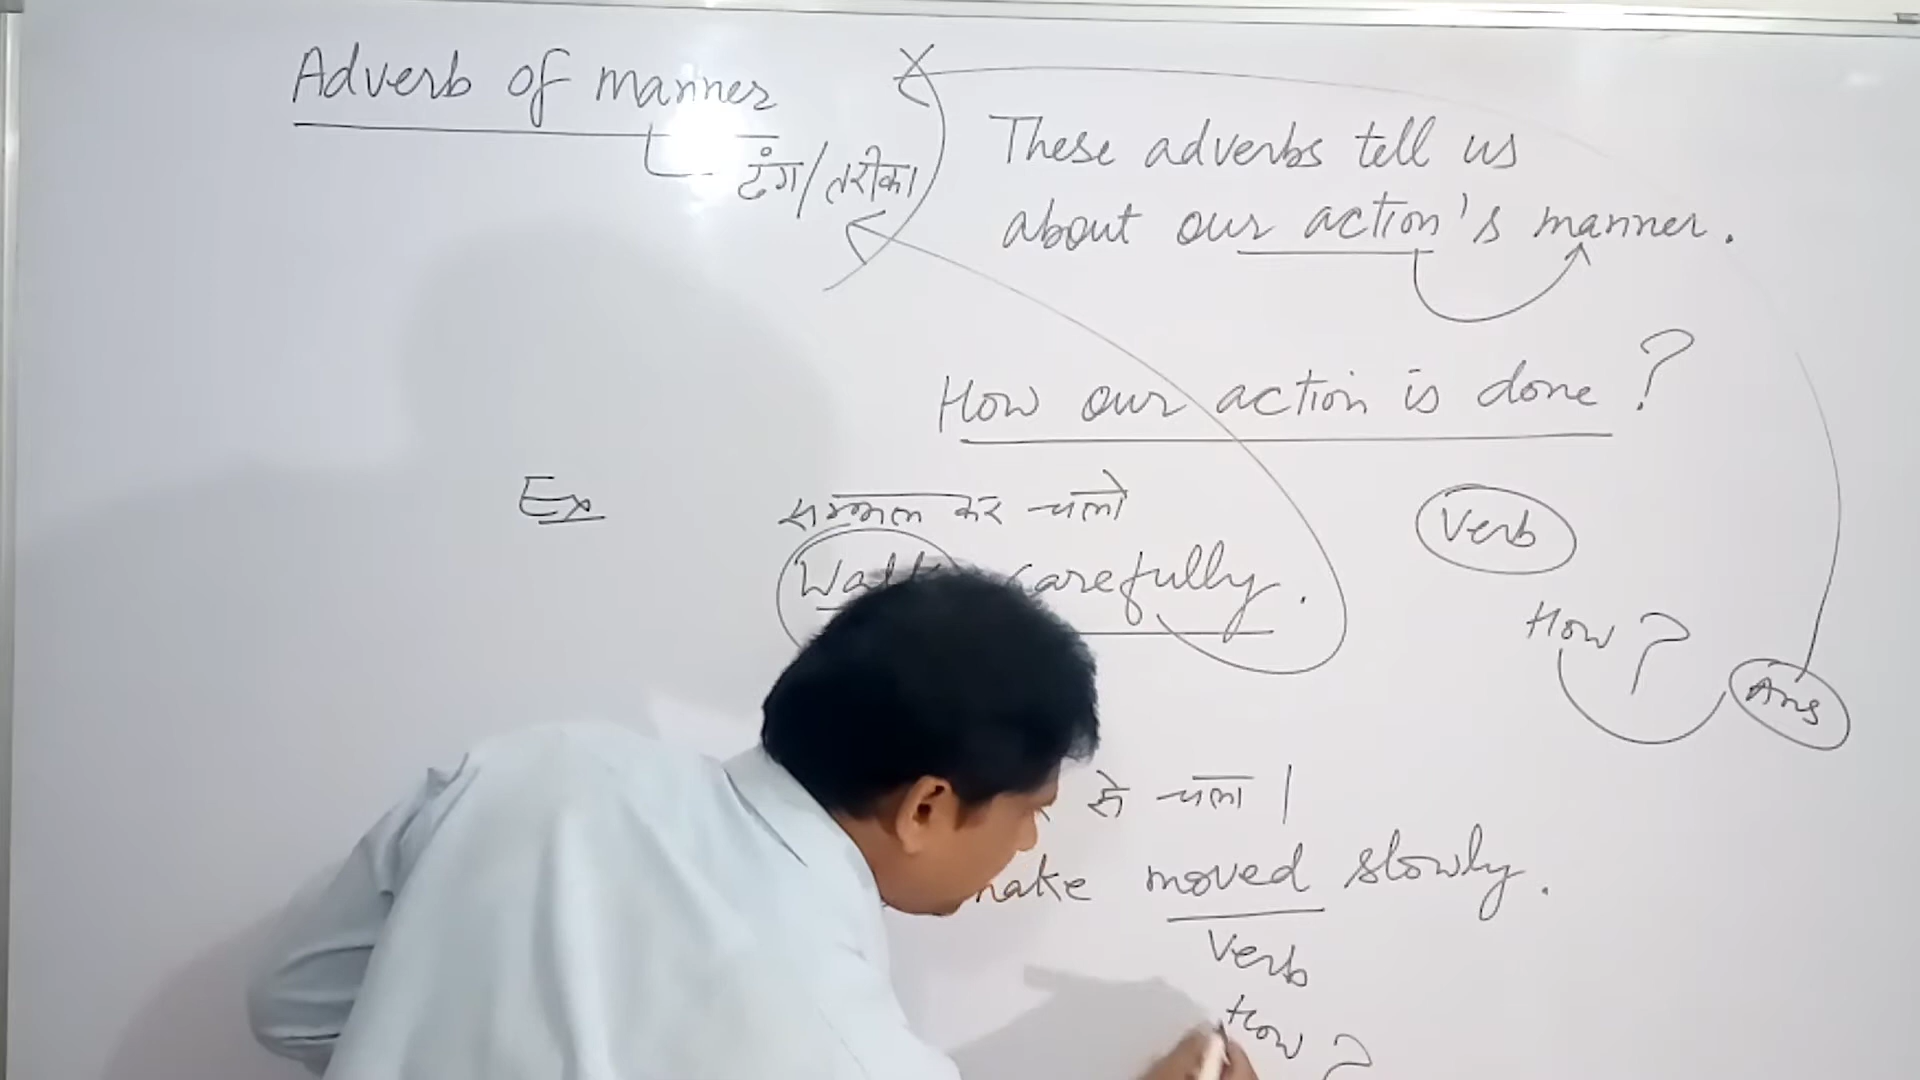 Adverb of manner
ढंग/तरीका
These adverbs tell us
about our action's manner.
How our action is done?
Ex
सम्भल कर चलो
carefully.
Verb
How?
Ans
से चला।
moved slowly.
Verb
How?